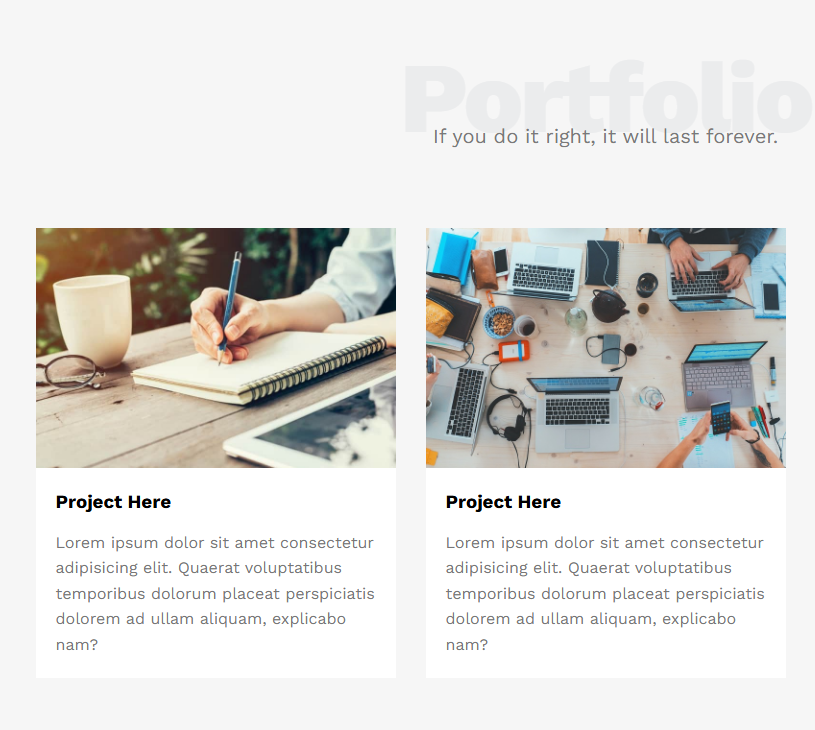 Portfolio
If you do it right, it will last forever.
Project Here
Lorem ipsum dolor sit amet consectetur
adipisicing elit. Quaerat voluptatibus
temporibus dolorum placeat perspiciatis
dolorem ad ullam aliquam, explicabo
nam?
Project Here
Lorem ipsum dolor sit amet consectetur
adipisicing elit. Quaerat voluptatibus
temporibus dolorum placeat perspiciatis
dolorem ad ullam aliquam, explicabo
nam?